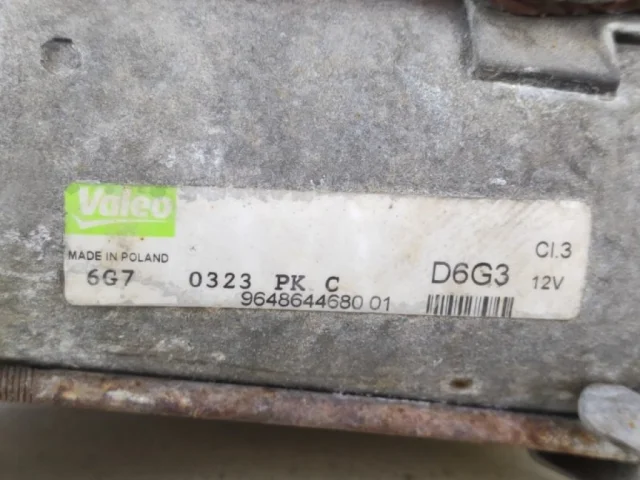 Valeo
MADE IN POLAND
6G7 0323 PK C D6G3 Cl.3
9648644680 01 12V